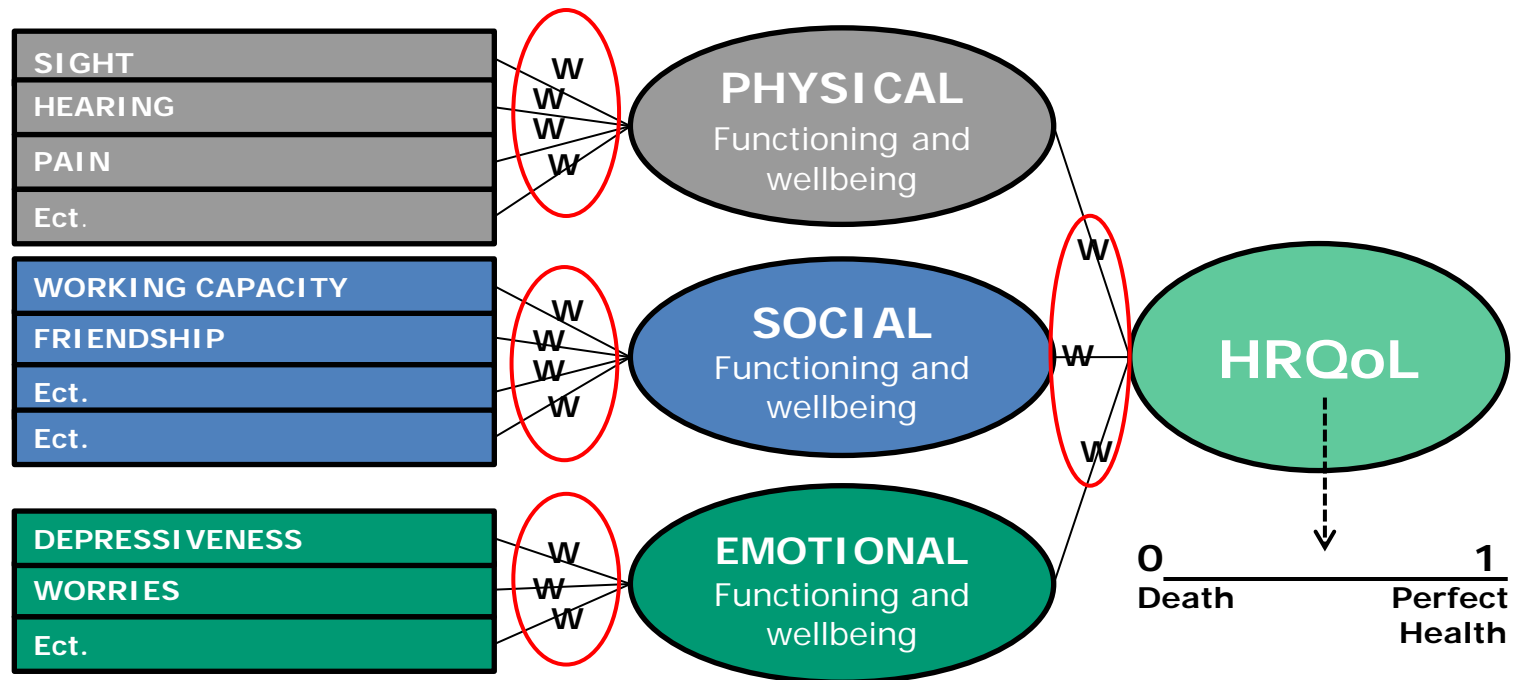 SIGHT
HEARING
PAIN
Ect.
W
W
W
W
PHYSICAL
Functioning and
wellbeing
WORKING CAPACITY
FRIENDSHIP
Ect.
Ect.
W
W
W
W
SOCIAL
Functioning and
wellbeing
DEPRESSIVENESS
WORRIES
Ect.
W
W
W
EMOTIONAL
Functioning and
wellbeing
W
W
W
HRQoL
0 1
Death Perfect
Health